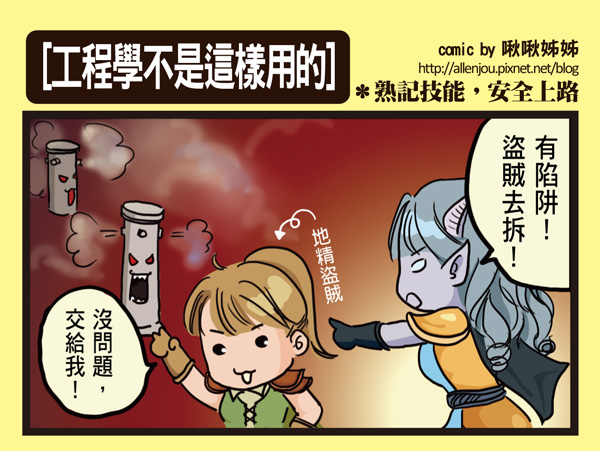 [工程學不是這樣用的]
comic by 啾啾姊姊
http://allenjou.pixnet.net/blog
＊熟記技能，安全上路
有陷阱！
盜賊去拆！
地精盜賊
沒問題，
交給我！